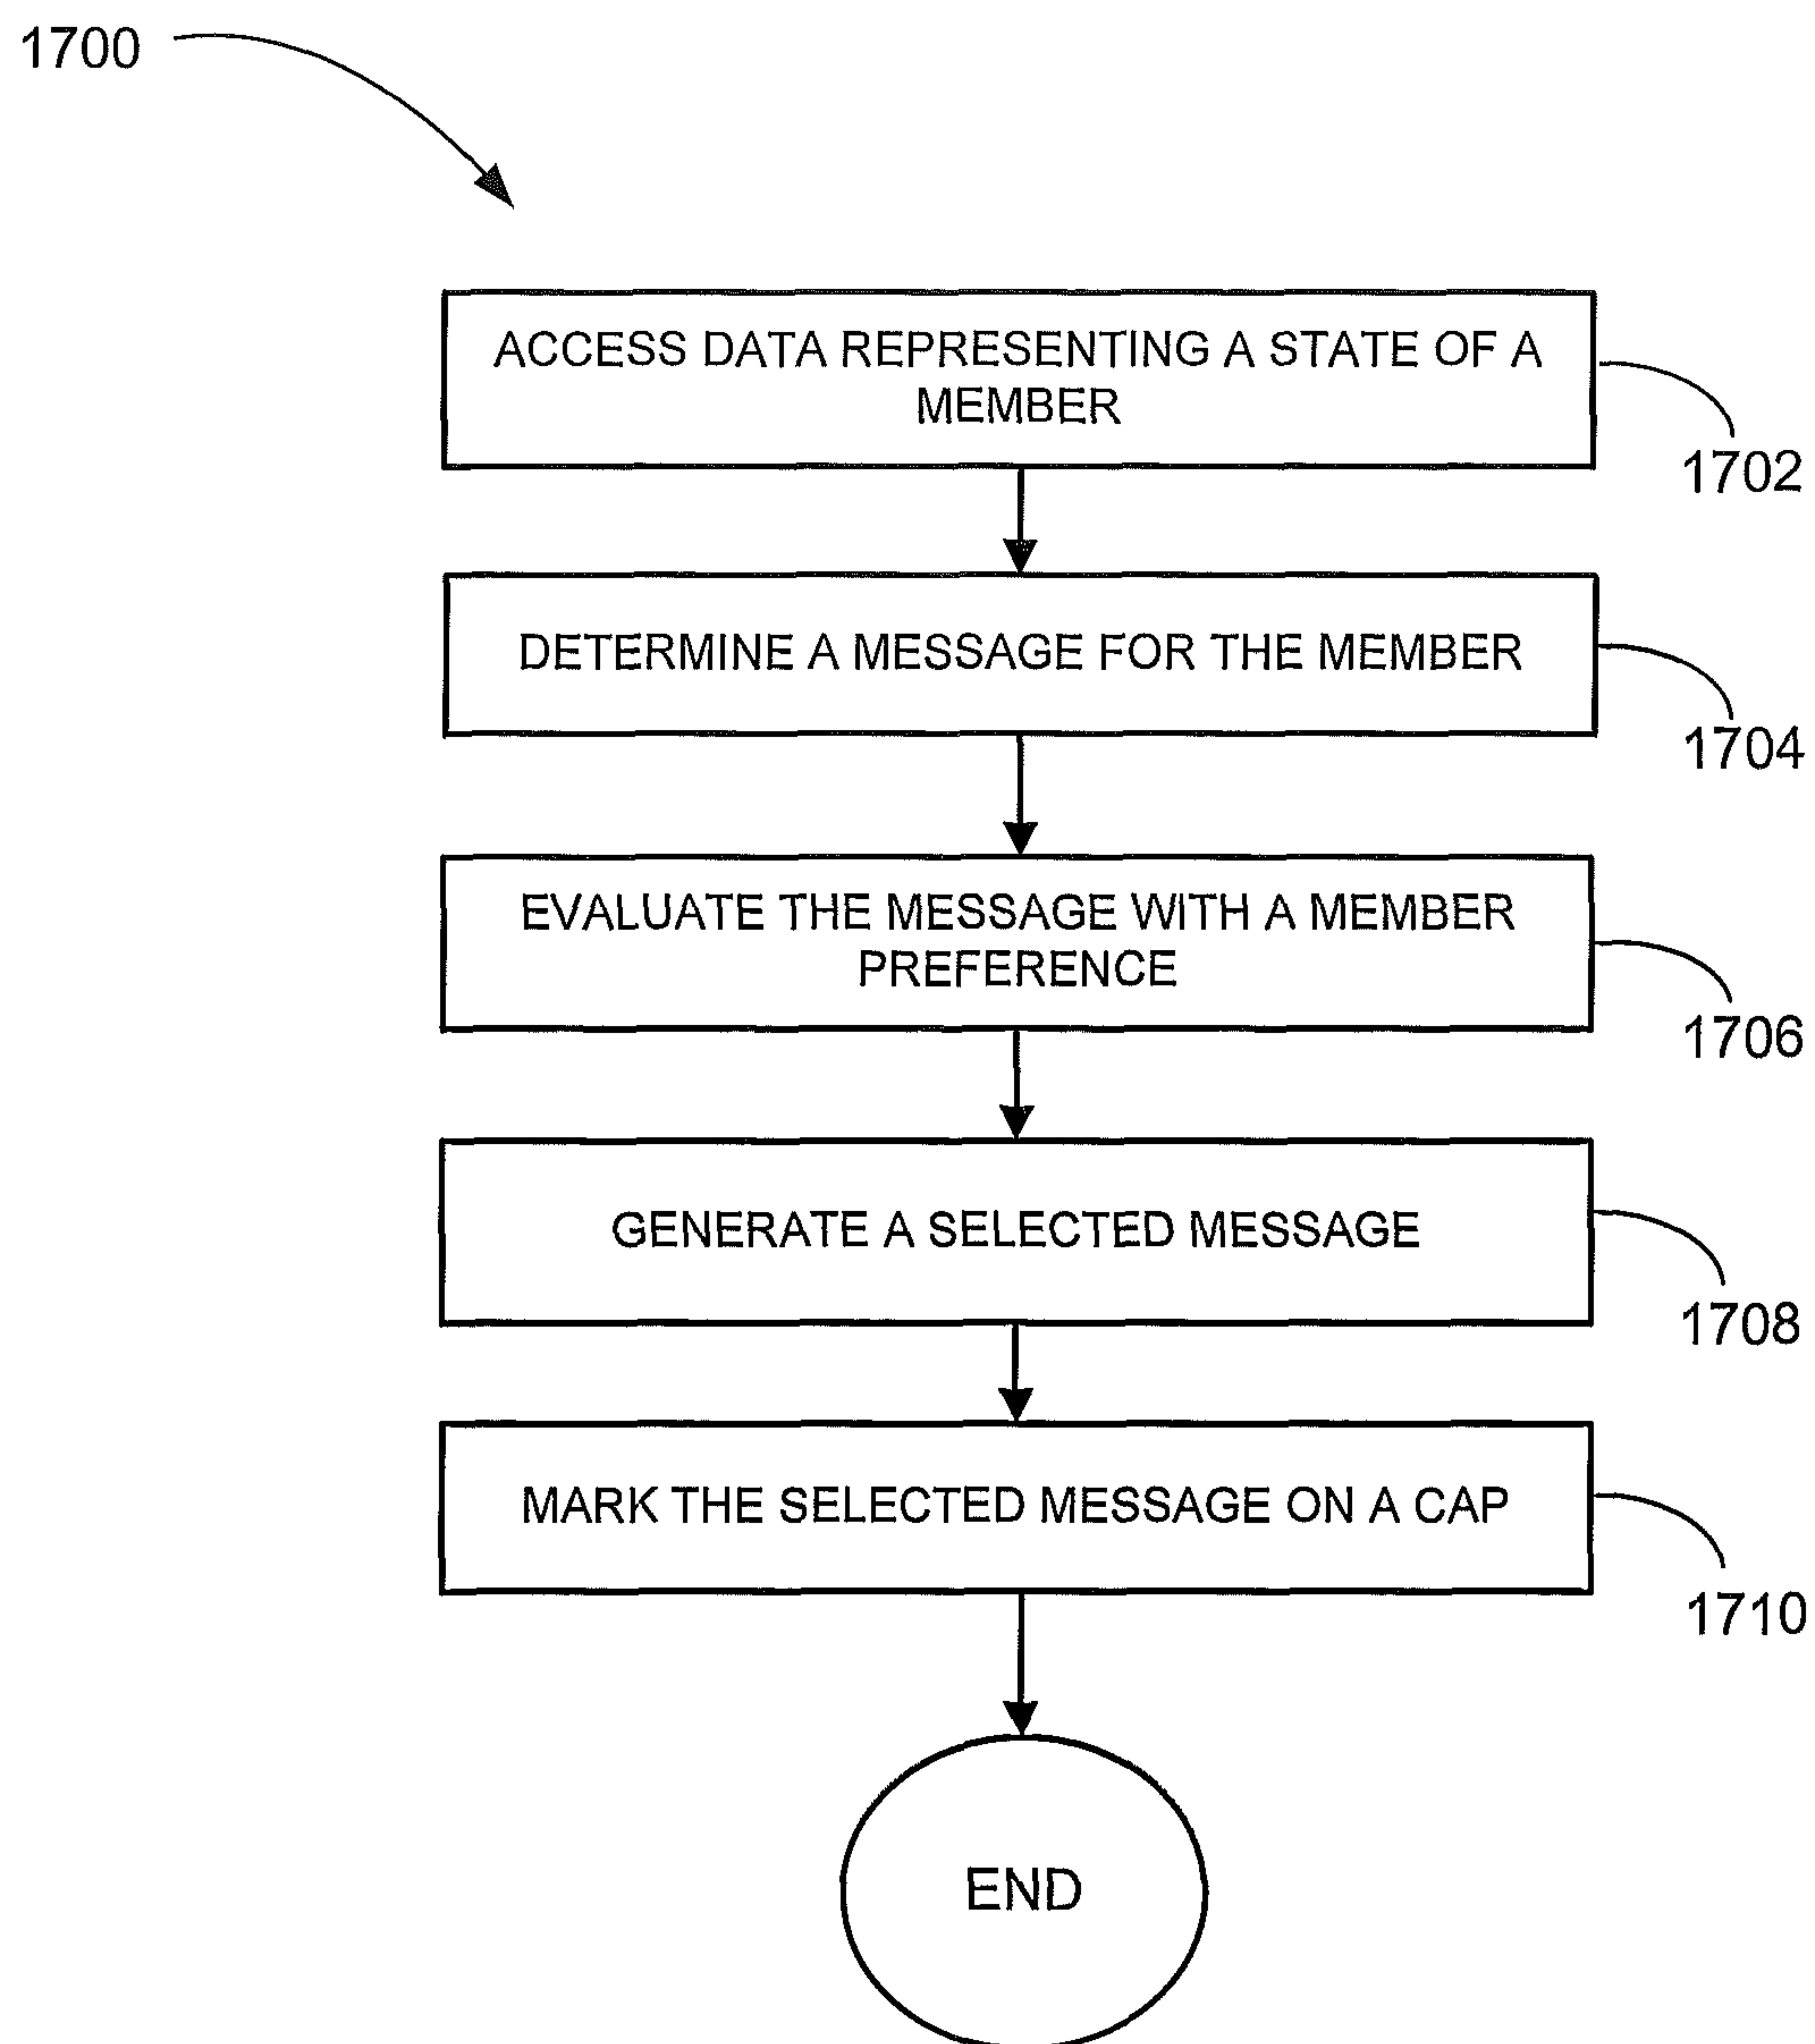 1700
ACCESS DATA REPRESENTING A STATE OF A
MEMBER
1702
DETERMINE A MESSAGE FOR THE MEMBER
1704
EVALUATE THE MESSAGE WITH A MEMBER
PREFERENCE
1706
GENERATE A SELECTED MESSAGE
1708
MARK THE SELECTED MESSAGE ON A CAP
1710
END